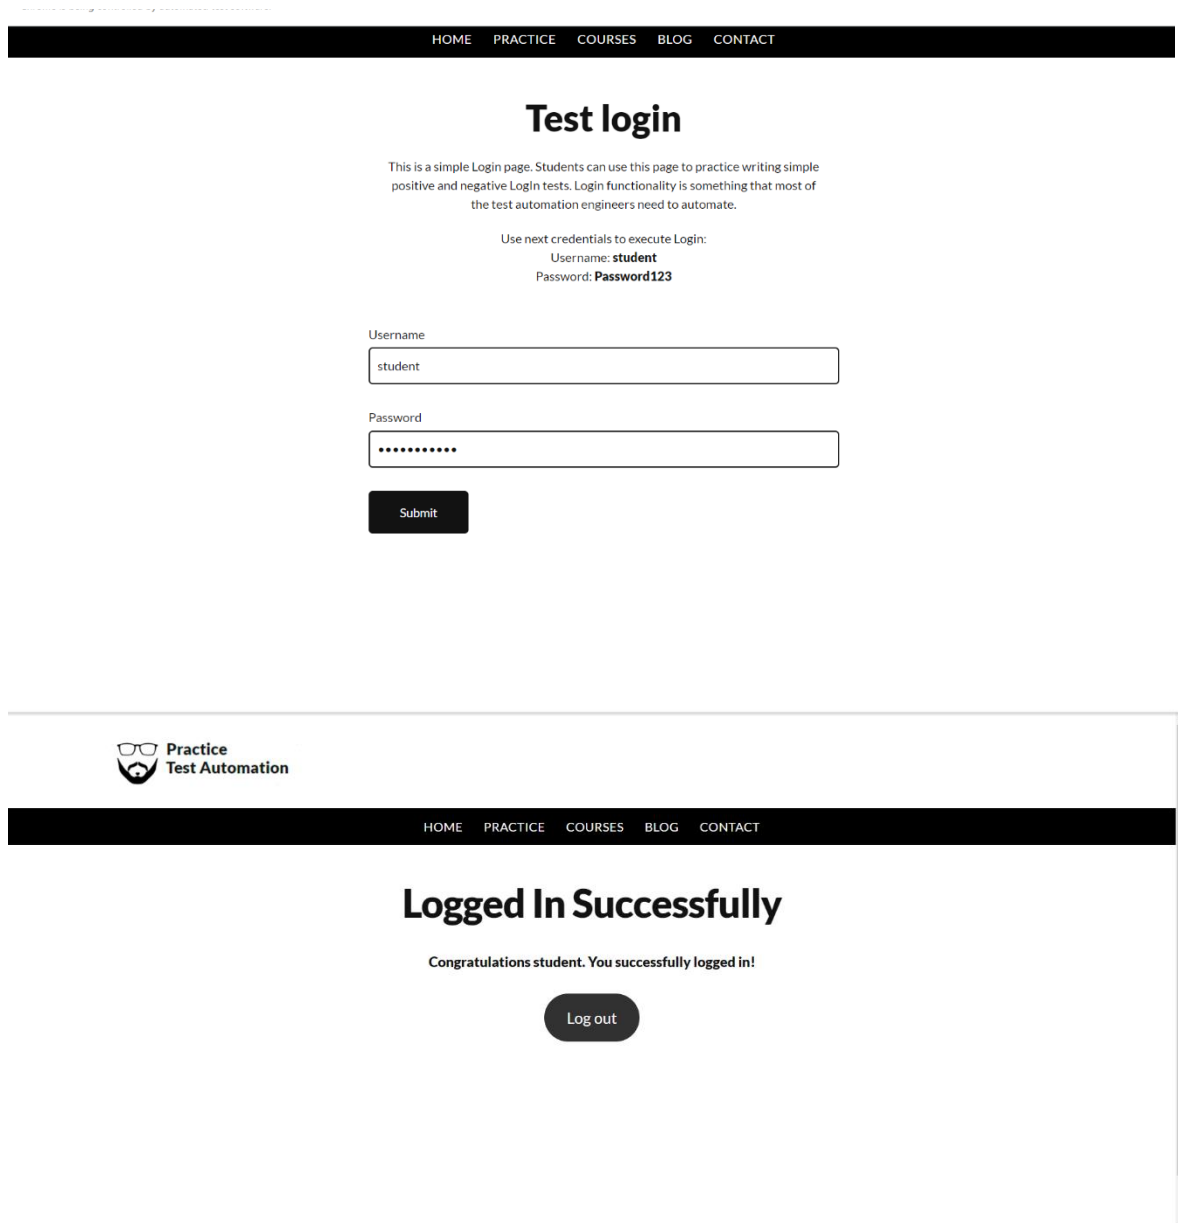 HOME PRACTICE COURSES BLOG CONTACT
Test login
This is a simple Login page. Students can use this page to practice writing simple
positive and negative LogIn tests. Login functionality is something that most of
the test automation engineers need to automate.
Use next credentials to execute Login:
Username: student
Password: Password123
Username
student
Password
•••••••••••
Submit
Practice
Test Automation
HOME PRACTICE COURSES BLOG CONTACT
Logged In Successfully
Congratulations student. You successfully logged in!
Log out